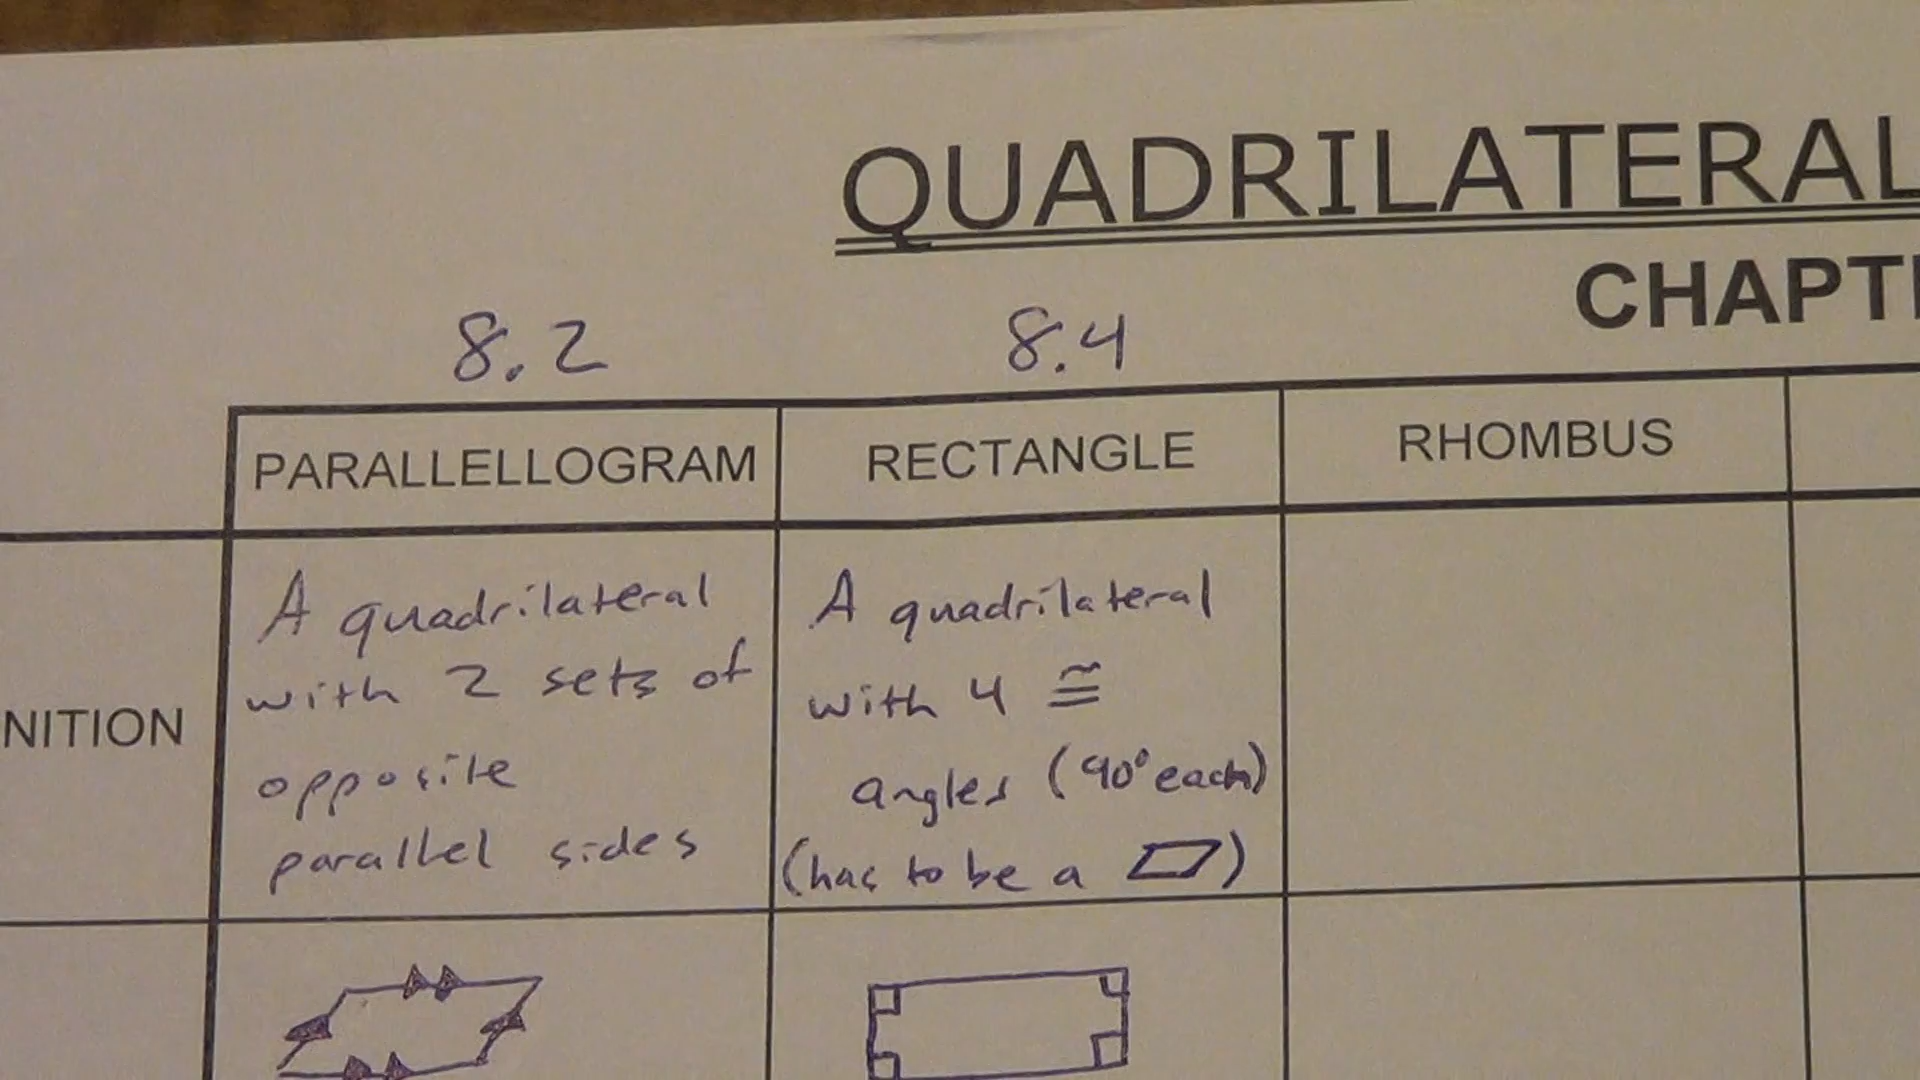 QUADRILATERAL
CHAPT
8.2 8.4
PARALLELLOGRAM RECTANGLE RHOMBUS
NITION
A quadrilateral
with 2 sets of
opposite
parallel sides
A quadrilateral
with 4 ≅
angles (90° each)
(has to be a ▱)